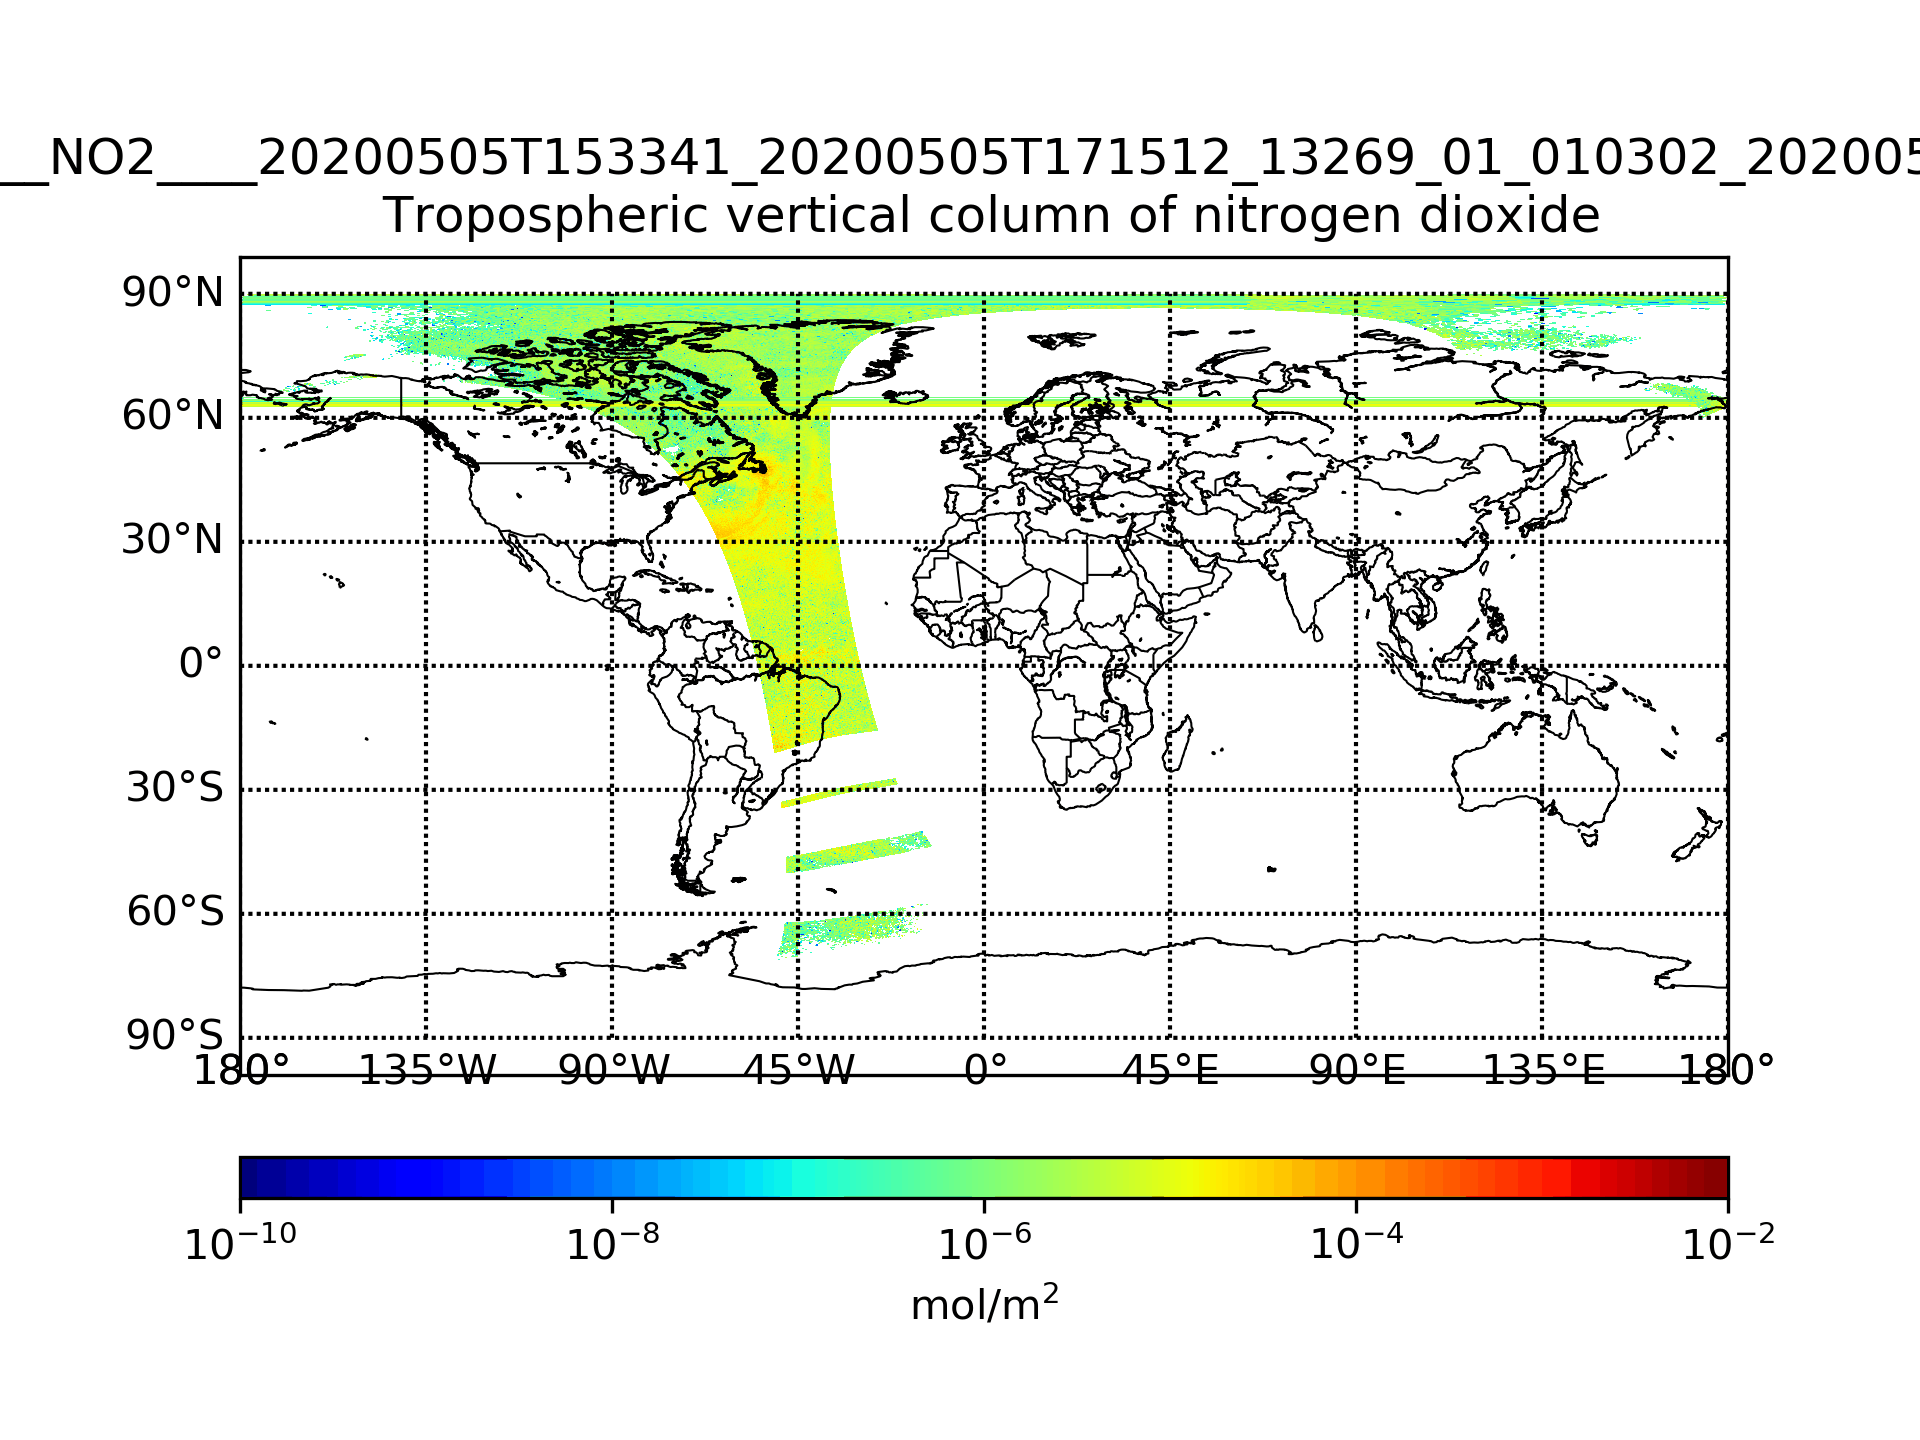 __NO2____20200505T153341_20200505T171512_13269_01_010302_202005
Tropospheric vertical column of nitrogen dioxide
90°N
60°N
30°N
0°
30°S
60°S
90°S
180° 135°W 90°W 45°W 0° 45°E 90°E 135°E 180°
10⁻¹⁰ 10⁻⁸ 10⁻⁶ 10⁻⁴ 10⁻²
mol/m²